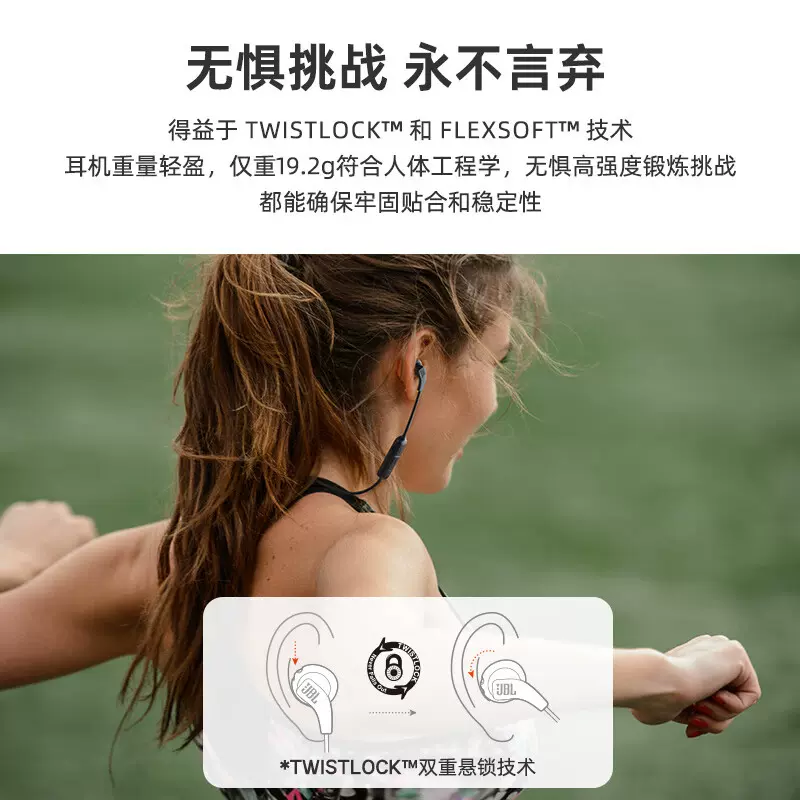 无惧挑战 永不言弃
得益于 TWISTLOCK™ 和 FLEXSOFT™ 技术
耳机重量轻盈，仅重19.2g符合人体工程学，无惧高强度锻炼挑战
都能确保牢固贴合和稳定性
TWISTLOCK
JBL
JBL
*TWISTLOCK™双重悬锁技术